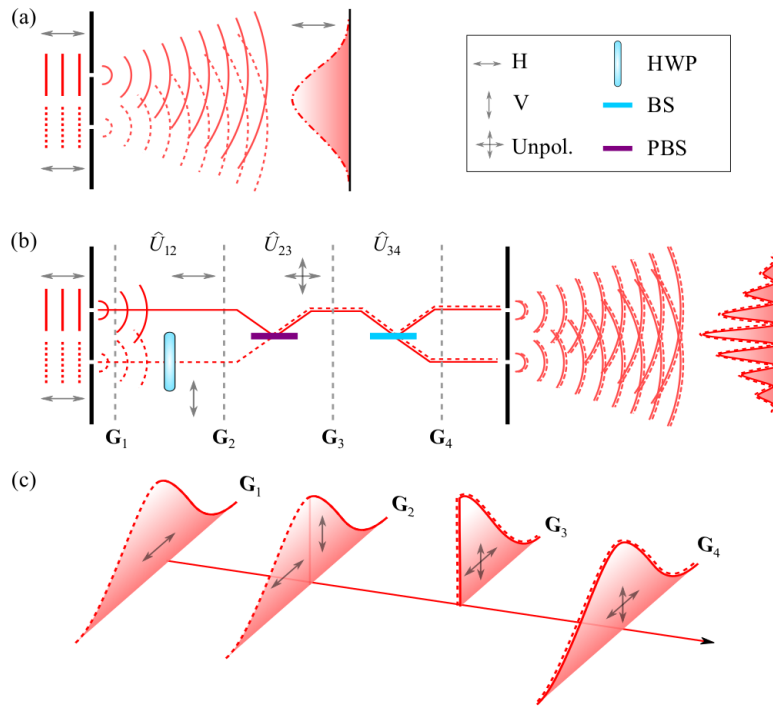 (a)
H
HWP
V
BS
Unpol.
PBS
(b)
Û12 Û23 Û34
G1 G2 G3 G4
(c)
G1
G2
G3
G4